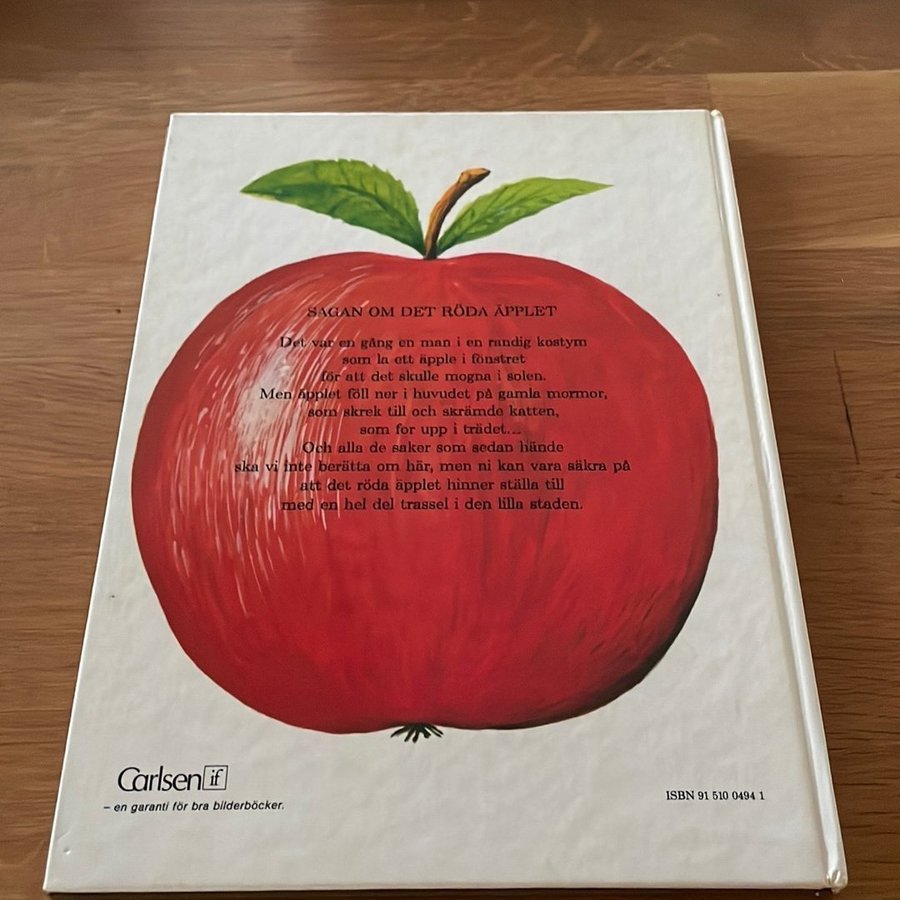 SAGAN OM DET RÖDA ÄPPLET
Det var en gång en man i en randig kostym
som la ett äpple i fönstret
för att det skulle mogna i solen.
Men äpplet föll ner i huvudet på gamla mormor,
som skrek till och skrämde katten,
som for upp i trädet...
Och alla de saker som sedan hände
ska vi inte berätta om här, men ni kan vara säkra på
att det röda äpplet hinner ställa till
med en hel del trassel i den lilla staden.
Carlsen if
– en garanti för bra bilderböcker.
ISBN 91 510 0494 1